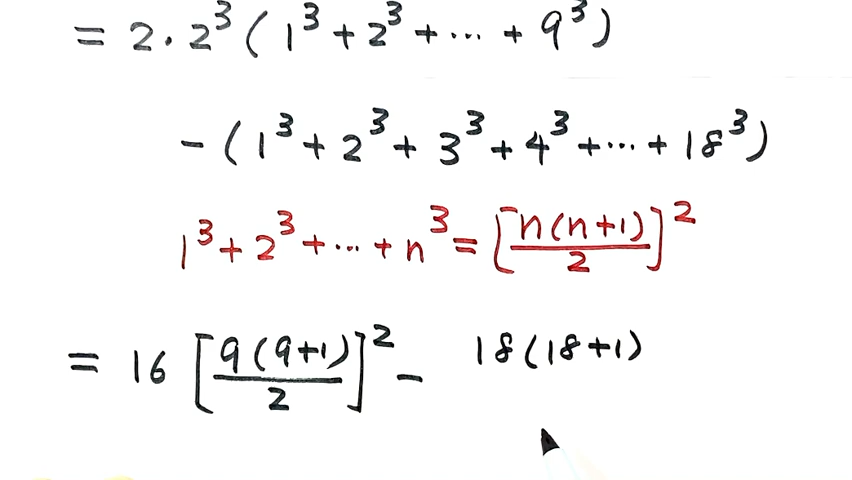 = 2 · 2³ (1³ + 2³ + ··· + 9³)
- (1³ + 2³ + 3³ + 4³ + ··· + 18³)
1³ + 2³ + ··· + n³ = [n(n+1)/2]²
= 16 [9(9+1)/2]² - 18(18+1)